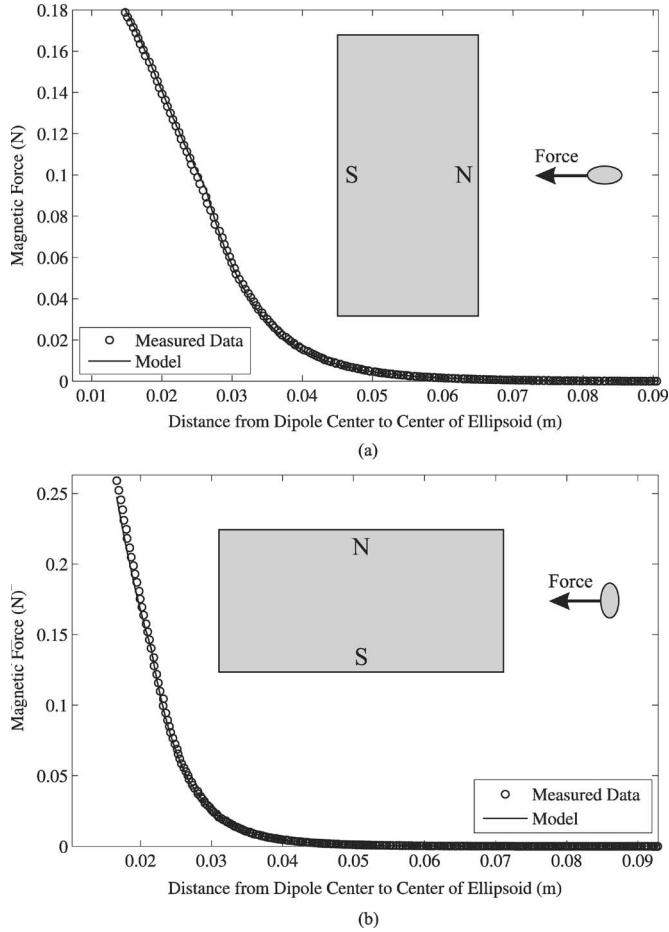 0.18
0.16
0.14
0.12
0.1
0.08
0.06
0.04
0.02
0
Magnetic Force (N)
S
N
Force
Measured Data
Model
0.01 0.02 0.03 0.04 0.05 0.06 0.07 0.08 0.09
Distance from Dipole Center to Center of Ellipsoid (m)
(a)
0.25
0.2
0.15
0.1
0.05
0
Magnetic Force (N)
N
S
Force
Measured Data
Model
0.02 0.03 0.04 0.05 0.06 0.07 0.08 0.09
Distance from Dipole Center to Center of Ellipsoid (m)
(b)